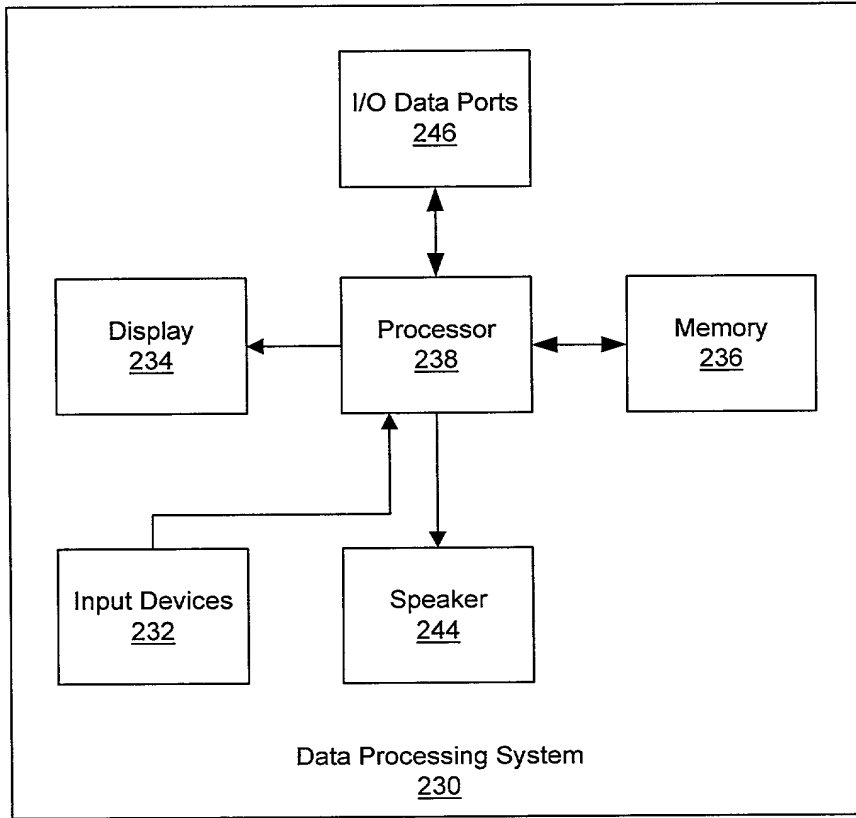 I/O Data Ports
246
Display
234
Processor
238
Memory
236
Input Devices
232
Speaker
244
Data Processing System
230